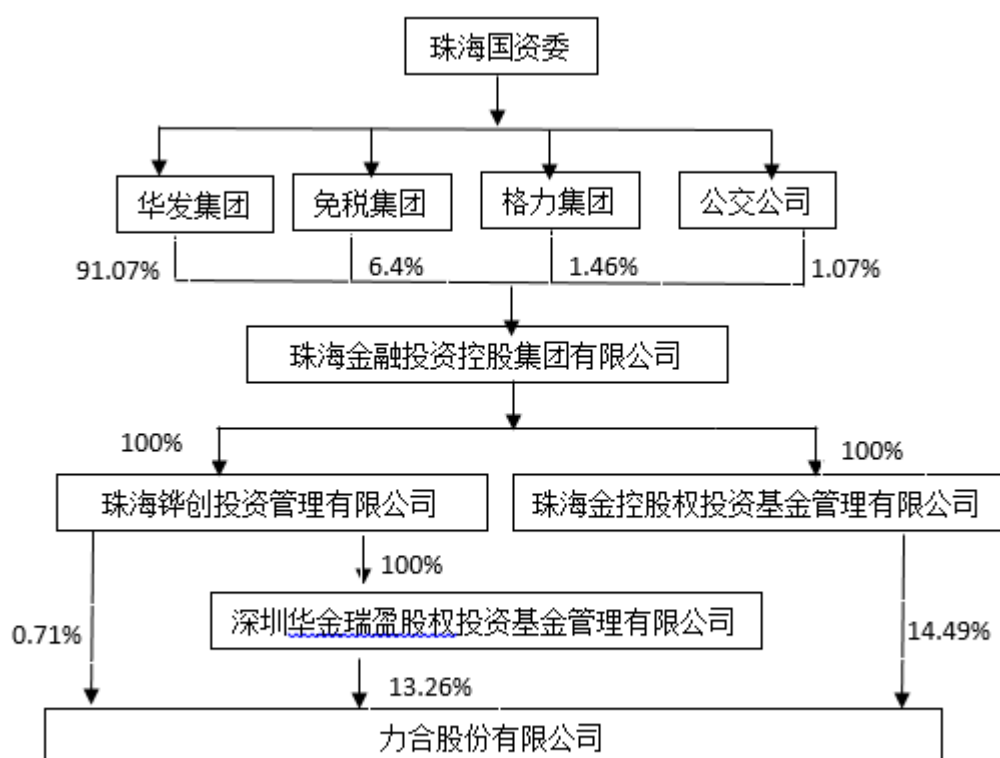 珠海国资委
华发集团
免税集团
格力集团
公交公司
91.07%
6.4%
1.46%
1.07%
珠海金融投资控股集团有限公司
100%
100%
珠海铧创投资管理有限公司
珠海金控股权投资基金管理有限公司
100%
深圳华金瑞盈股权投资基金管理有限公司
0.71%
14.49%
13.26%
力合股份有限公司